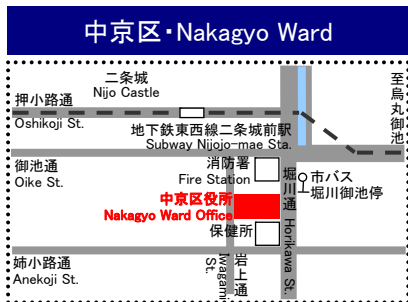 中京区・Nakagyo Ward
二条城
Nijo Castle
至烏丸御池
押小路通
Oshikoji St.
地下鉄東西線二条城前駅
Subway Nijojo-mae Sta.
御池通
Oike St.
消防署
Fire Station
堀川通
Horikawa St.
市バス
堀川御池停
中京区役所
Nakagyo Ward Office
保健所
姉小路通
Anekoji St.
岩上通
Iwagami St.